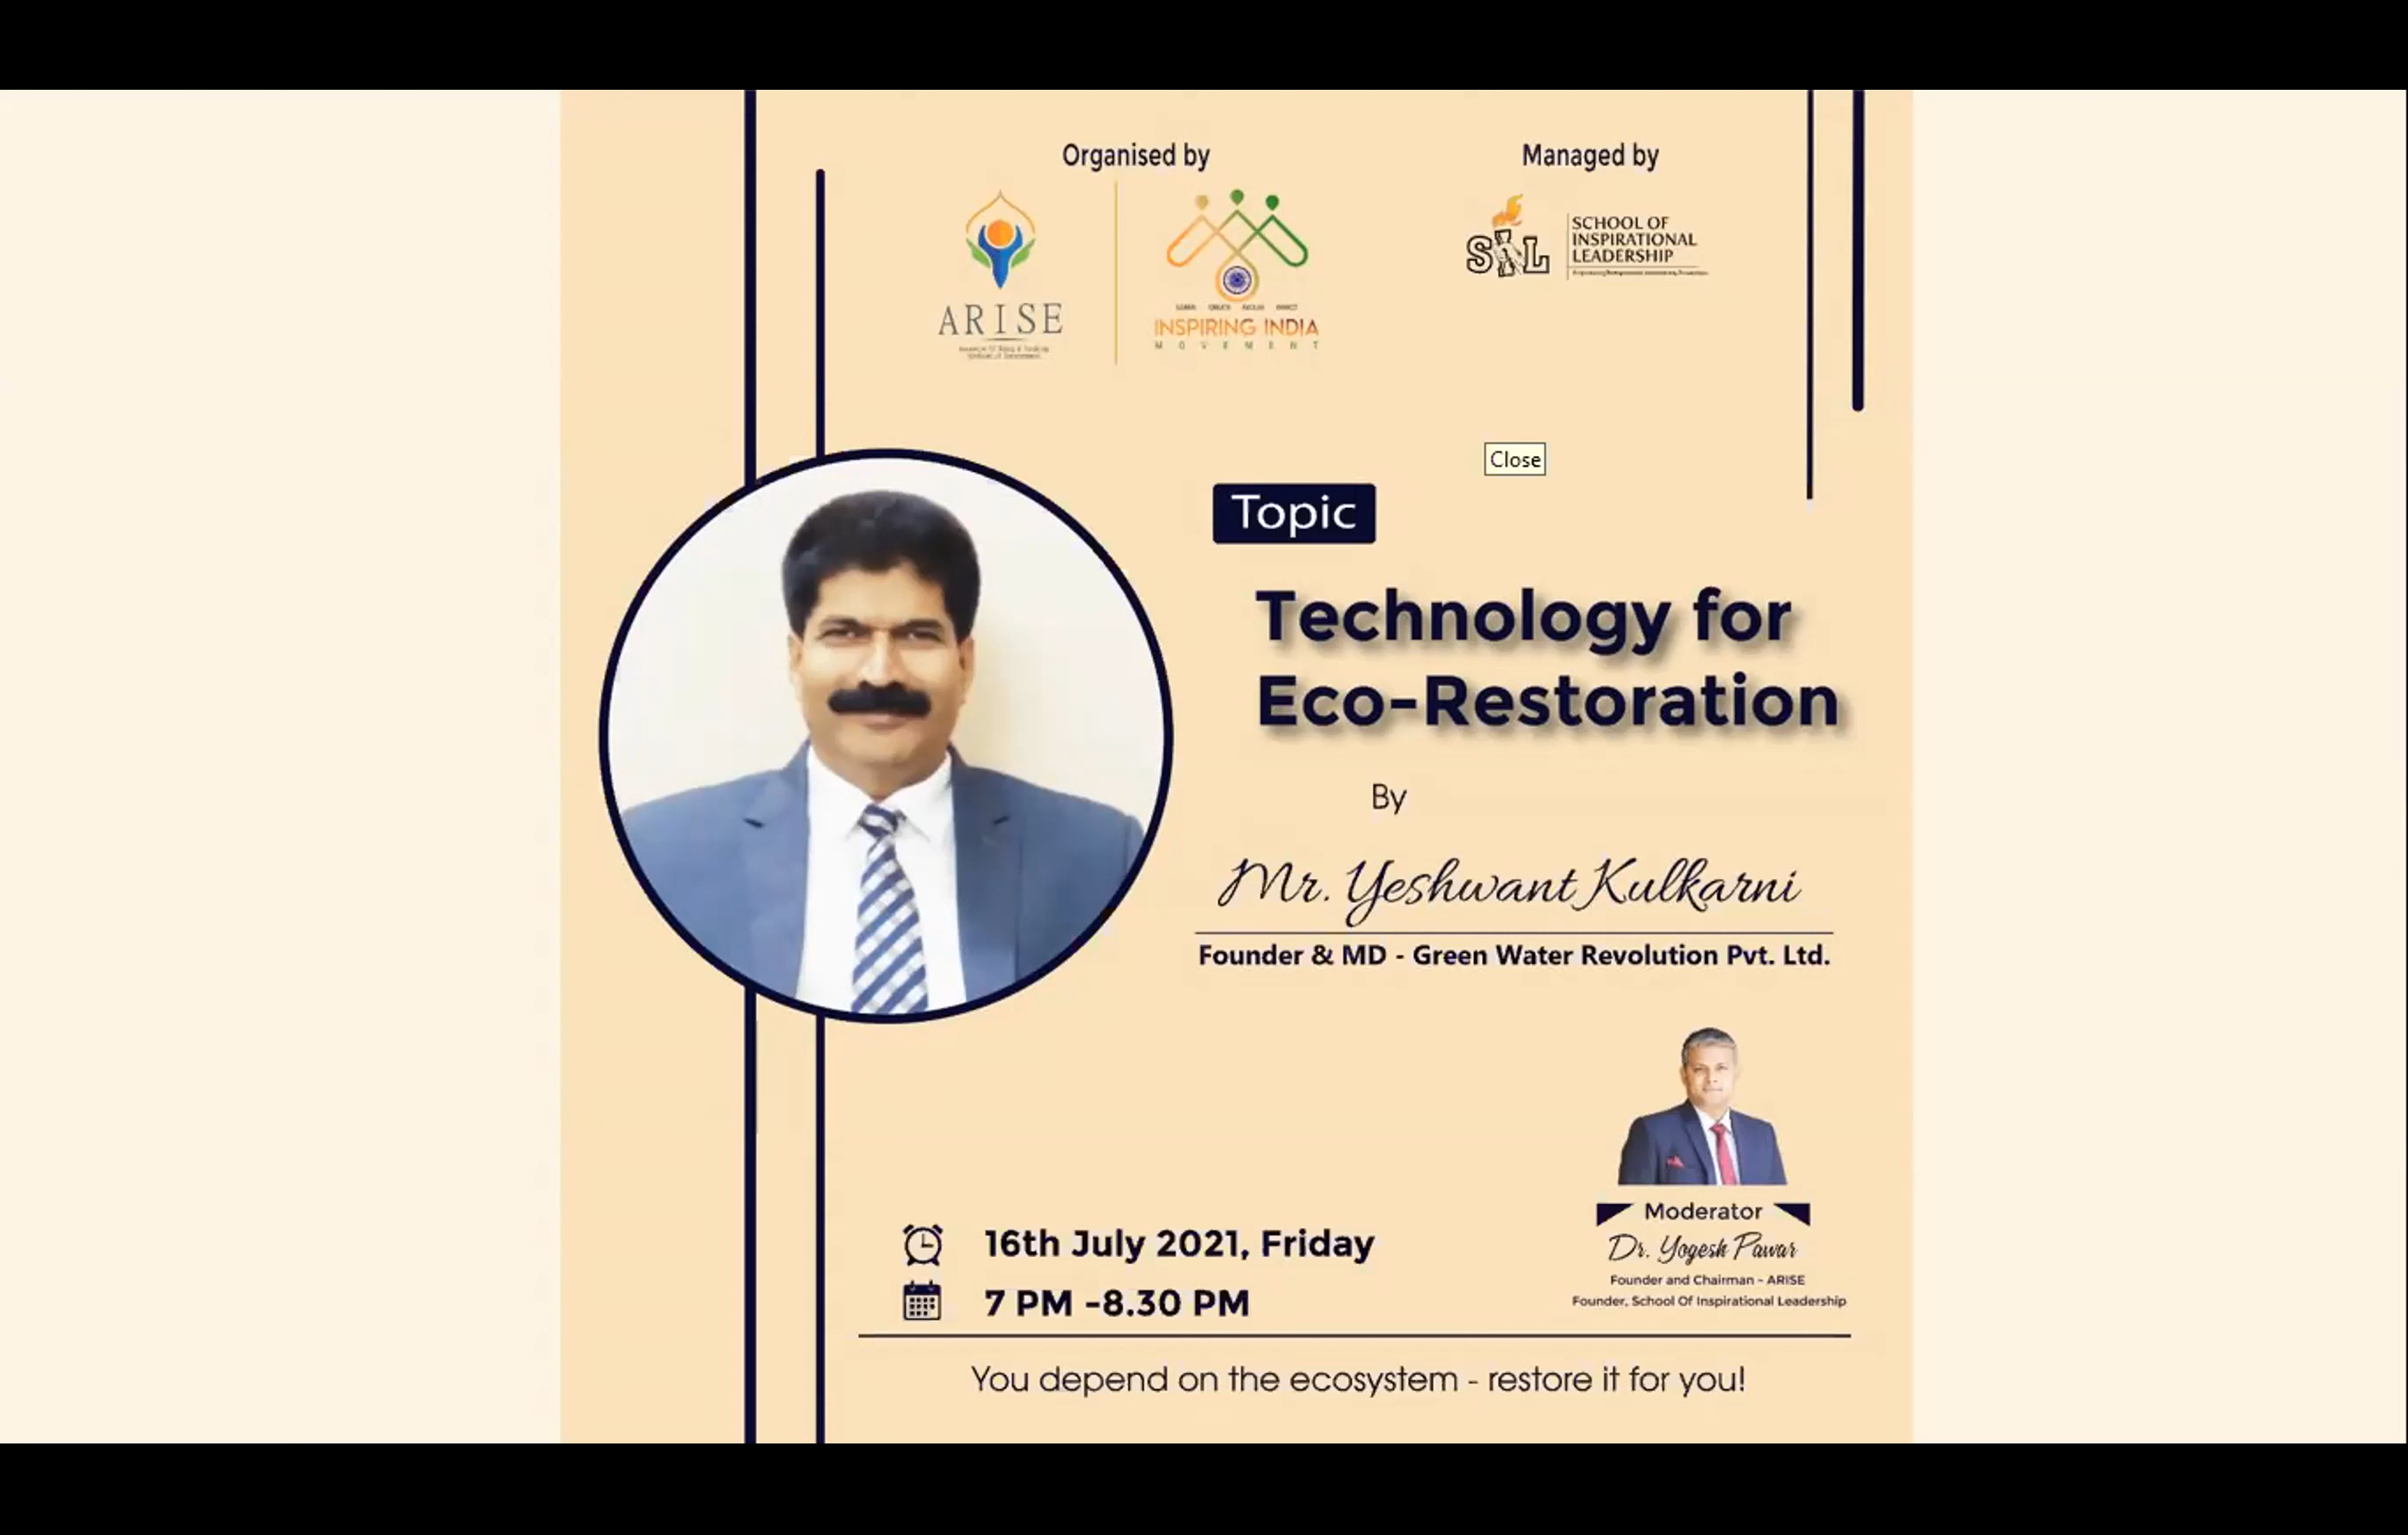 Organised by
Managed by
ARISE
INSPIRING INDIA
MOVEMENT
SCHOOL OF
INSPIRATIONAL
LEADERSHIP
Close
Topic
Technology for
Eco-Restoration
By
Mr. Yeshwant Kulkarni
Founder & MD - Green Water Revolution Pvt. Ltd.
16th July 2021, Friday
7 PM -8.30 PM
Moderator
Dr. Yogesh Pawar
Founder and Chairman - ARISE
Founder, School Of Inspirational Leadership
You depend on the ecosystem - restore it for you!